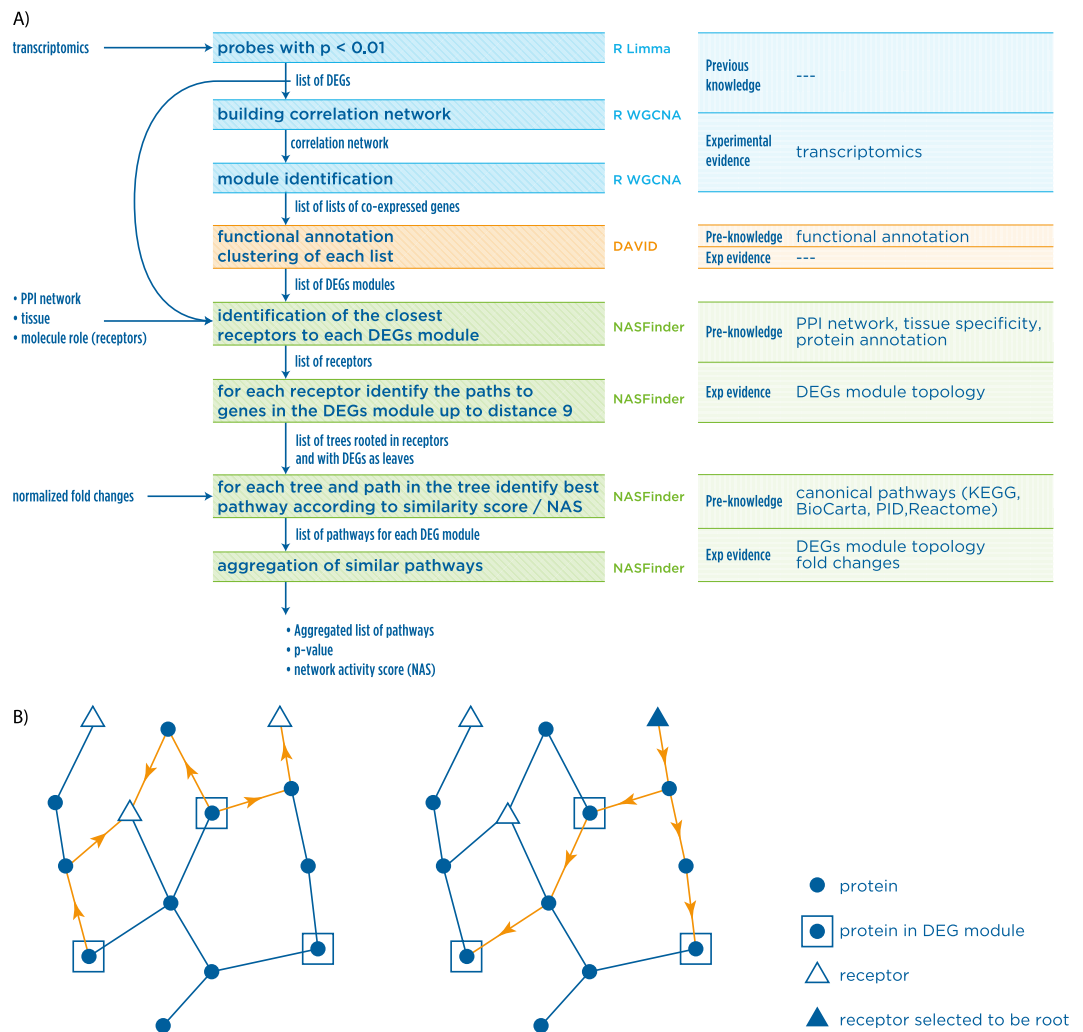 A)
transcriptomics
probes with p < 0.01
R Limma
list of DEGs
building correlation network
R WGCNA
correlation network
module identification
R WGCNA
list of lists of co-expressed genes
functional annotation
clustering of each list
DAVID
list of DEGs modules
• PPI network
• tissue
• molecule role (receptors)
identification of the closest
receptors to each DEGs module
NASFinder
list of receptors
for each receptor identify the paths to
genes in the DEGs module up to distance 9
NASFinder
list of trees rooted in receptors
and with DEGs as leaves
normalized fold changes
for each tree and path in the tree identify best
pathway according to similarity score / NAS
NASFinder
list of pathways for each DEG module
aggregation of similar pathways
NASFinder
• Aggregated list of pathways
• p-value
• network activity score (NAS)
Previous
knowledge
---
Experimental
evidence
transcriptomics
Pre-knowledge functional annotation
Exp evidence ---
Pre-knowledge PPI network, tissue specificity,
protein annotation
Exp evidence DEGs module topology
Pre-knowledge canonical pathways (KEGG,
BioCarta, PID,Reactome)
Exp evidence DEGs module topology
fold changes
B)
protein
protein in DEG module
receptor
receptor selected to be root